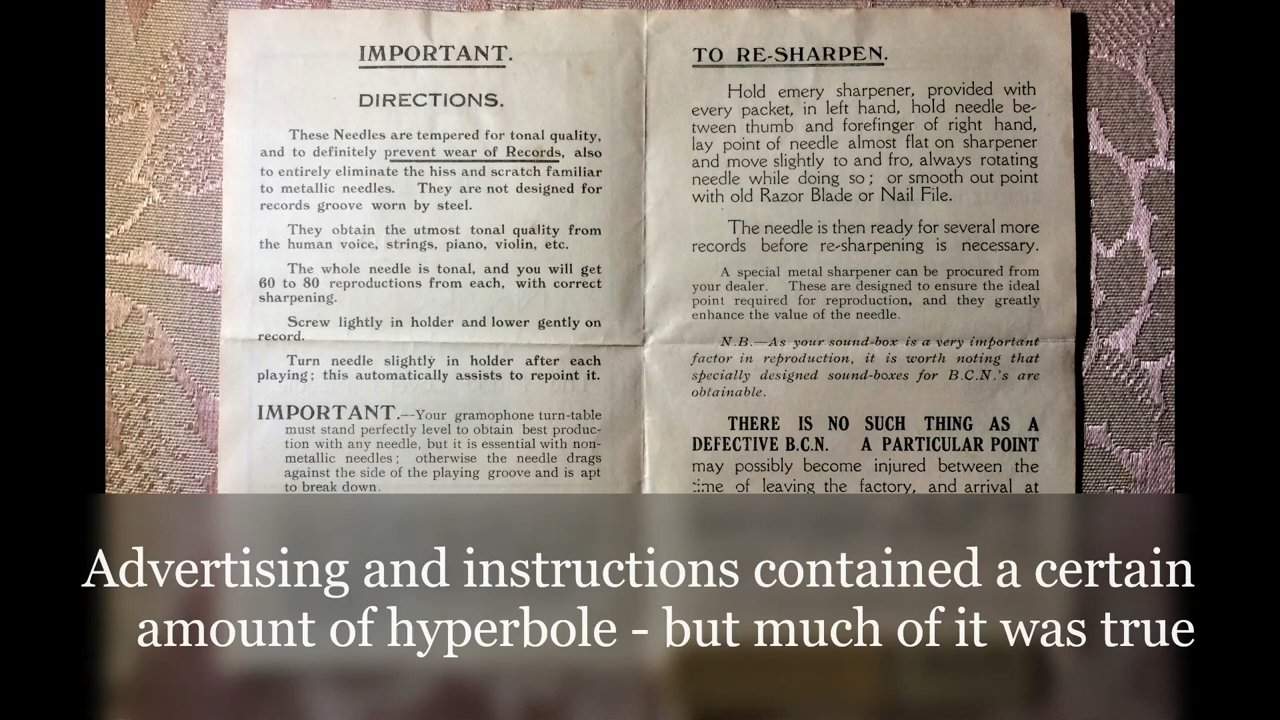 IMPORTANT.
DIRECTIONS.
These Needles are tempered for tonal quality,
and to definitely prevent wear of Records, also
to entirely eliminate the hiss and scratch familiar
to metallic needles. They are not designed for
records groove worn by steel.
They obtain the utmost tonal quality from
the human voice, strings, piano, violin, etc.
The whole needle is tonal, and you will get
60 to 80 reproductions from each, with correct
sharpening.
Screw lightly in holder and lower gently on
record.
Turn needle slightly in holder after each
playing; this automatically assists to repoint it.
IMPORTANT.—Your gramophone turn-table
must stand perfectly level to obtain best produc-
tion with any needle, but it is essential with non-
metallic needles; otherwise the needle drags
against the side of the playing groove and is apt
to break down.
TO RE-SHARPEN.
Hold emery sharpener, provided with
every packet, in left hand, hold needle be-
tween thumb and forefinger of right hand,
lay point of needle almost flat on sharpener
and move slightly to and fro, always rotating
needle while doing so; or smooth out point
with old Razor Blade or Nail File.
The needle is then ready for several more
records before re-sharpening is necessary.
A special metal sharpener can be procured from
your dealer. These are designed to ensure the ideal
point required for reproduction, and they greatly
enhance the value of the needle.
N.B.—As your sound-box is a very important
factor in reproduction, it is worth noting that
specially designed sound-boxes for B.C.N.'s are
obtainable.
THERE IS NO SUCH THING AS A
DEFECTIVE B.C.N. A PARTICULAR POINT
may possibly become injured between the
time of leaving the factory, and arrival at
Advertising and instructions contained a certain
amount of hyperbole - but much of it was true